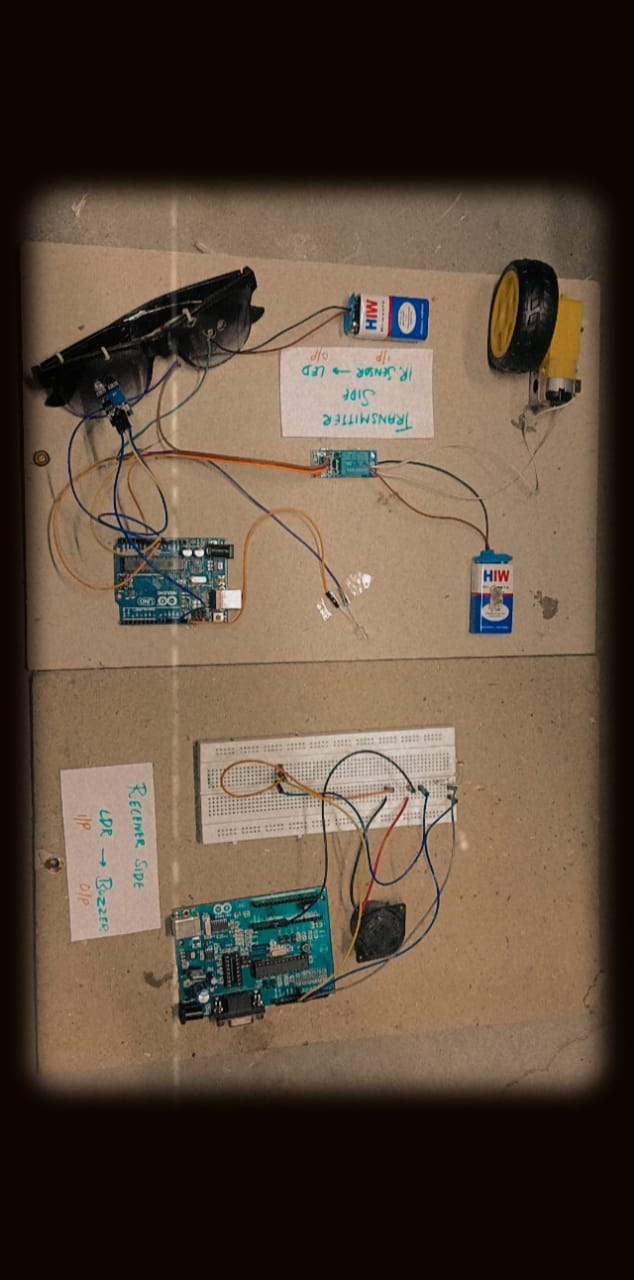 TRANSMITTER
SIDE
IR SENSOR → LED
I/P O/P
HIW
HIW
RECEIVER SIDE
LDR → BUZZER
I/P O/P